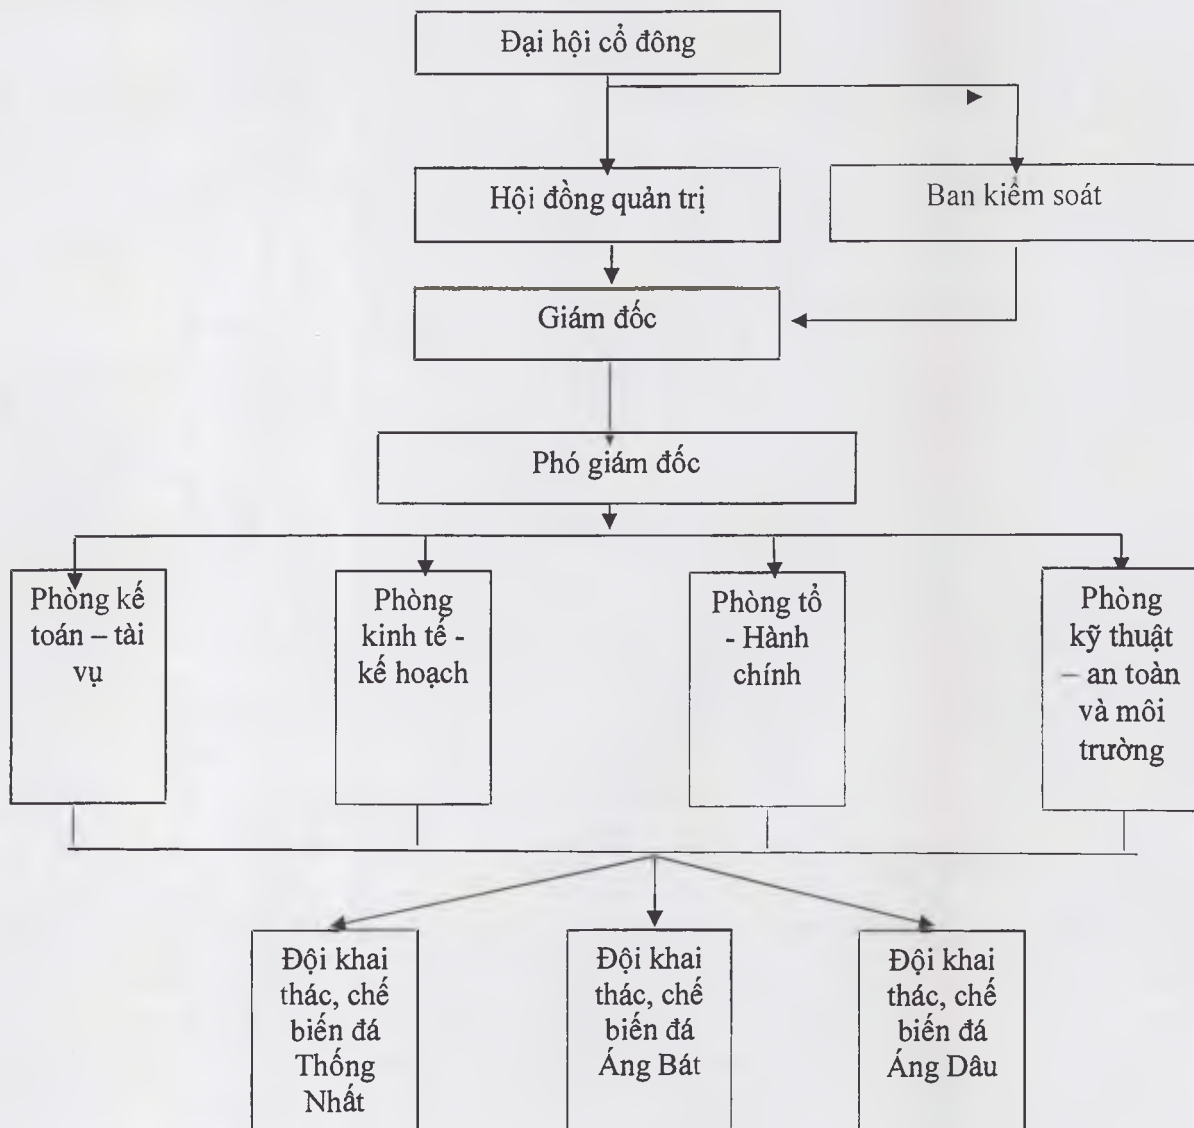 Đại hội cổ đông
Hội đồng quản trị
Ban kiểm soát
Giám đốc
Phó giám đốc
Phòng kế
toán – tài
vụ
Phòng
kinh tế -
kế hoạch
Phòng tổ
- Hành
chính
Phòng
kỹ thuật
– an toàn
và môi
trường
Đội khai
thác, chế
biến đá
Thống
Nhất
Đội khai
thác, chế
biến đá
Áng Bát
Đội khai
thác, chế
biến đá
Áng Dâu